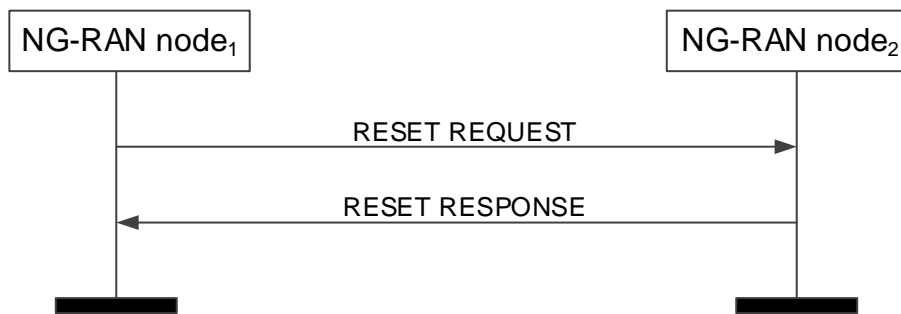 NG-RAN node₁
NG-RAN node₂
RESET REQUEST
RESET RESPONSE